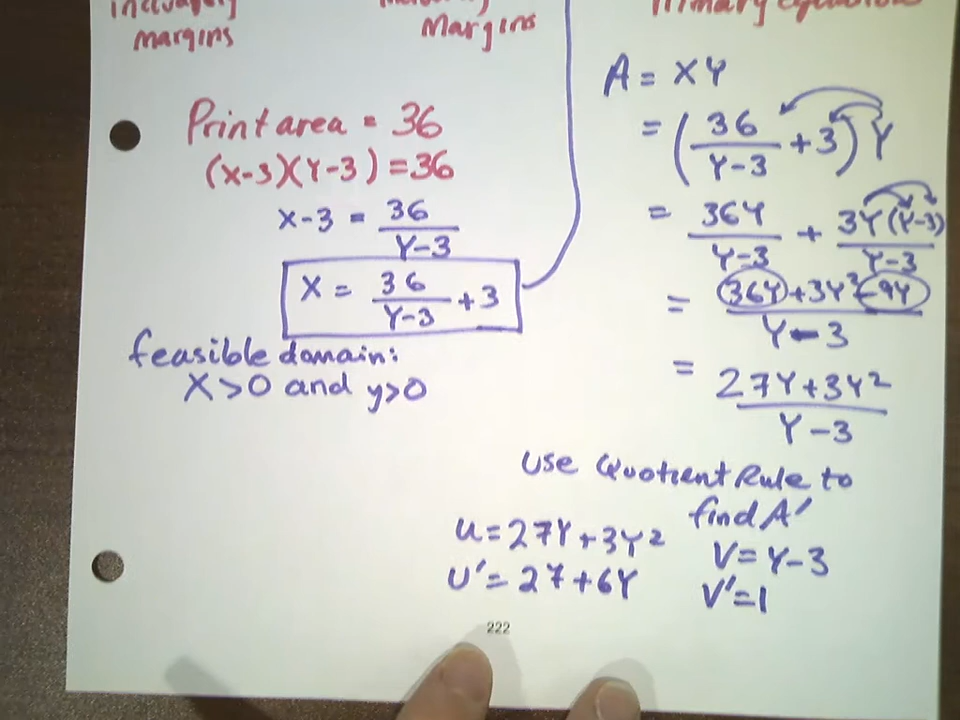 margins
Margins
Print area = 36
(x-3)(Y-3) = 36
x-3 = 36/(Y-3)
X = 36/(Y-3) + 3
feasible domain:
X>0 and y>0
A = XY
= (36/(Y-3) + 3) Y
= 36Y/(Y-3) + 3Y(Y-3)/(Y-3)
= (36Y+3Y²-9Y)/(Y-3)
= (27Y+3Y²)/(Y-3)
Use Quotient Rule to
find A'
u = 27Y+3Y²
V = Y-3
U' = 27+6Y
V' = 1
222